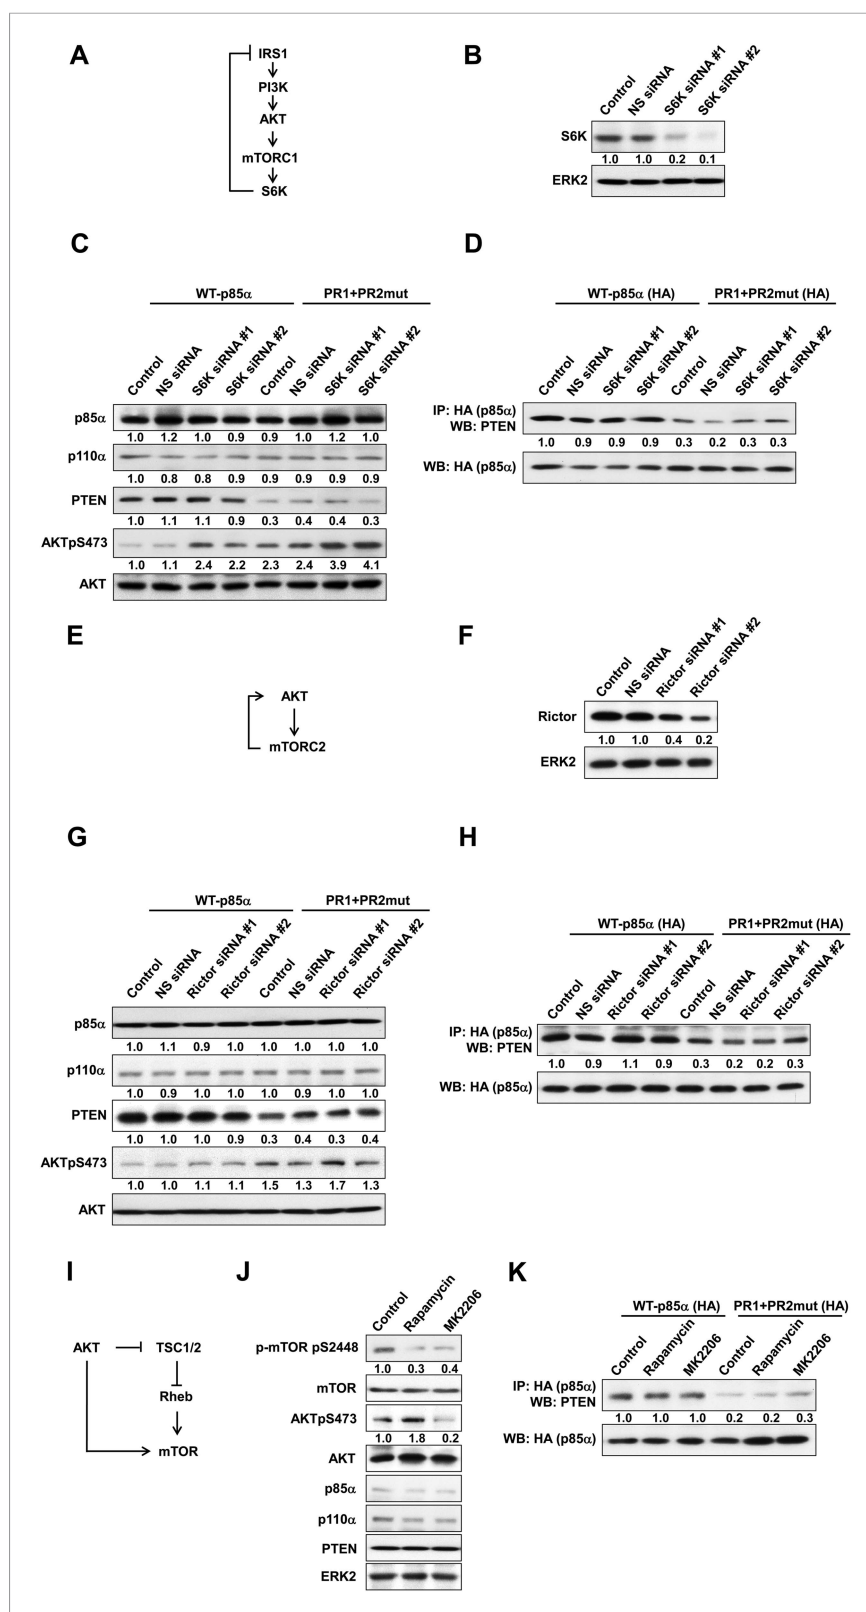 A
IRS1
PI3K
AKT
mTORC1
S6K
B
Control
NS siRNA
S6K siRNA #1
S6K siRNA #2
S6K
1.0 1.0 0.2 0.1
ERK2
C
WT-p85α PR1+PR2mut
Control
NS siRNA
S6K siRNA #1
S6K siRNA #2
Control
NS siRNA
S6K siRNA #1
S6K siRNA #2
p85α
1.0 1.2 1.0 0.9 0.9 1.0 1.2 1.0
p110α
1.0 0.8 0.8 0.9 0.9 0.9 0.9 0.9
PTEN
1.0 1.1 1.1 0.9 0.3 0.4 0.4 0.3
AKTpS473
1.0 1.1 2.4 2.2 2.3 2.4 3.9 4.1
AKT
D
WT-p85α (HA) PR1+PR2mut (HA)
Control
NS siRNA
S6K siRNA #1
S6K siRNA #2
Control
NS siRNA
S6K siRNA #1
S6K siRNA #2
IP: HA (p85α)
WB: PTEN
1.0 0.9 0.9 0.9 0.3 0.2 0.3 0.3
WB: HA (p85α)
E
AKT
mTORC2
F
Control
NS siRNA
Rictor siRNA #1
Rictor siRNA #2
Rictor
1.0 1.0 0.4 0.2
ERK2
G
WT-p85α PR1+PR2mut
Control
NS siRNA
Rictor siRNA #1
Rictor siRNA #2
Control
NS siRNA
Rictor siRNA #1
Rictor siRNA #2
p85α
1.0 1.1 0.9 1.0 1.0 1.0 1.0 1.0
p110α
1.0 0.9 1.0 1.0 1.0 0.9 1.0 1.0
PTEN
1.0 1.0 1.0 0.9 0.3 0.4 0.3 0.4
AKTpS473
1.0 1.0 1.1 1.1 1.5 1.3 1.7 1.3
AKT
H
WT-p85α (HA) PR1+PR2mut (HA)
Control
NS siRNA
Rictor siRNA #1
Rictor siRNA #2
Control
NS siRNA
Rictor siRNA #1
Rictor siRNA #2
IP: HA (p85α)
WB: PTEN
1.0 0.9 1.1 0.9 0.3 0.2 0.2 0.3
WB: HA (p85α)
I
AKT TSC1/2
Rheb
mTOR
J
Control
Rapamycin
MK2206
p-mTOR pS2448
1.0 0.3 0.4
mTOR
AKTpS473
1.0 1.8 0.2
AKT
p85α
p110α
PTEN
ERK2
K
WT-p85α (HA) PR1+PR2mut (HA)
Control
Rapamycin
MK2206
Control
Rapamycin
MK2206
IP: HA (p85α)
WB: PTEN
1.0 1.0 1.0 0.2 0.2 0.3
WB: HA (p85α)